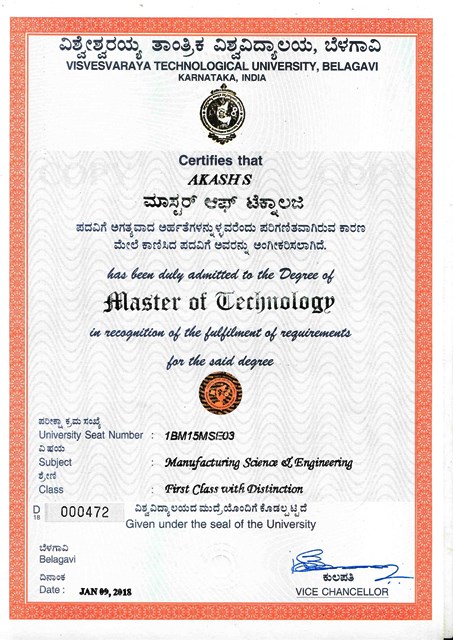 ವಿಶ್ವೇಶ್ವರಯ್ಯ ತಾಂತ್ರಿಕ ವಿಶ್ವವಿದ್ಯಾಲಯ, ಬೆಳಗಾವಿ
VISVESVARAYA TECHNOLOGICAL UNIVERSITY, BELAGAVI
KARNATAKA, INDIA
Certifies that
COPY
AKASH S
ಮಾಸ್ಟರ್ ಆಫ್ ಟೆಕ್ನಾಲಜಿ
ಪದವಿಗೆ ಅಗತ್ಯವಾದ ಅರ್ಹತೆಗಳನ್ನುಳ್ಳವರೆಂದು ಪರಿಗಣಿತವಾಗಿರುವ ಕಾರಣ
ಮೇಲೆ ಕಾಣಿಸಿದ ಪದವಿಗೆ ಅವರನ್ನು ಅಂಗೀಕರಿಸಲಾಗಿದೆ.
has been duly admitted to the Degree of
Master of Technology
in recognition of the fulfilment of requirements
for the said degree
ಪರೀಕ್ಷಾ ಕ್ರಮ ಸಂಖ್ಯೆ
University Seat Number : 1BM15MSE03
ವಿಷಯ
Subject : Manufacturing Science & Engineering
ಶ್ರೇಣಿ
Class : First Class with Distinction
D 18 000472 ವಿಶ್ವವಿದ್ಯಾಲಯದ ಮುದ್ರೆಯೊಂದಿಗೆ ಕೊಡಲ್ಪಟ್ಟಿದೆ
Given under the seal of the University
ಬೆಳಗಾವಿ
Belagavi
ದಿನಾಂಕ ಕುಲಪತಿ
Date : JAN 09, 2018 VICE CHANCELLOR